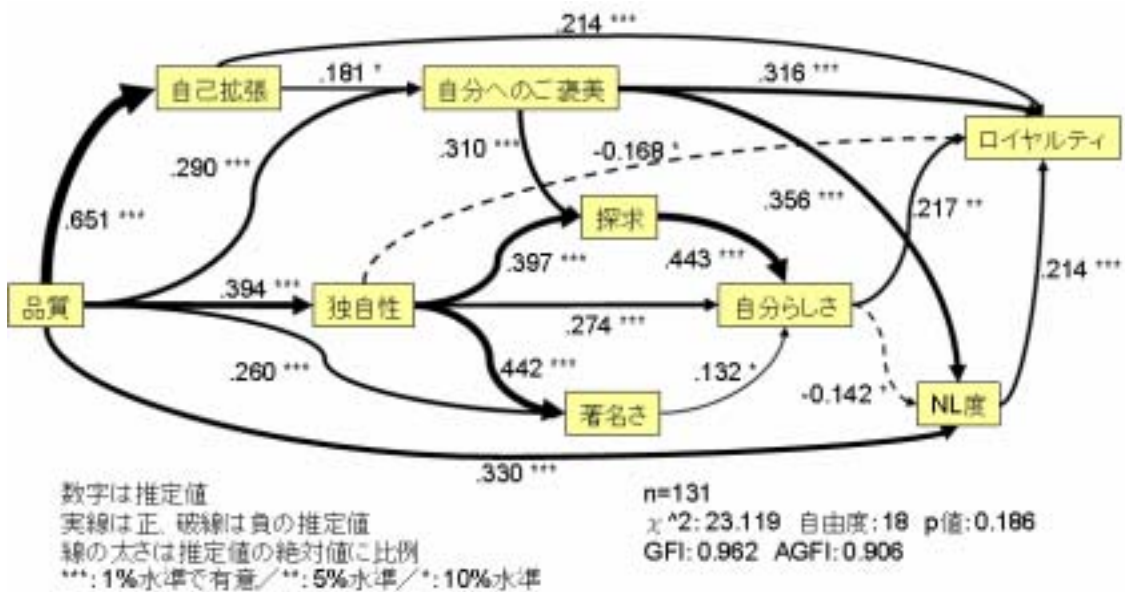 .214 ***
自己拡張
.181 *
自分へのご褒美
.316 ***
ロイヤルティ
.290 ***
.310 ***
-0.168 *
.651 ***
探求
.356 ***
.217 **
.397 ***
.443 ***
.214 ***
品質
.394 ***
独自性
.274 ***
自分らしさ
.260 ***
.442 ***
.132 *
-0.142 *
NL度
著名さ
.330 ***
数字は推定値
実線は正、破線は負の推定値
線の太さは推定値の絶対値に比例
***:1%水準で有意/**:5%水準/*:10%水準
n=131
χ^2:23.119 自由度:18 p値:0.186
GFI:0.962 AGFI:0.906